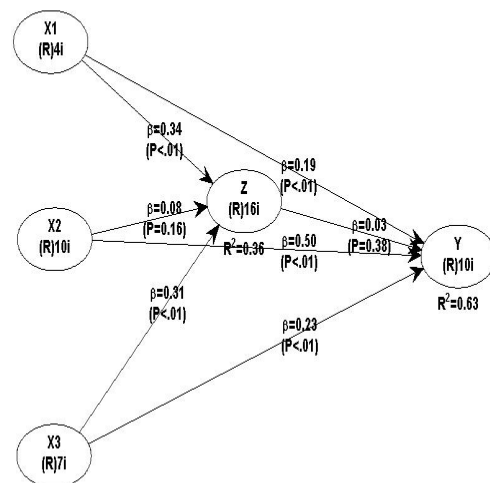 X1
(R)4i
β=0.34
(P<.01)
β=0.19
(P<.01)
Z
(R)16i
R²=0.36
X2
(R)10i
β=0.08
(P=0.16)
β=0.03
(P=0.38)
β=0.50
(P<.01)
Y
(R)10i
R²=0.63
β=0.31
(P<.01)
β=0.23
(P<.01)
X3
(R)7i